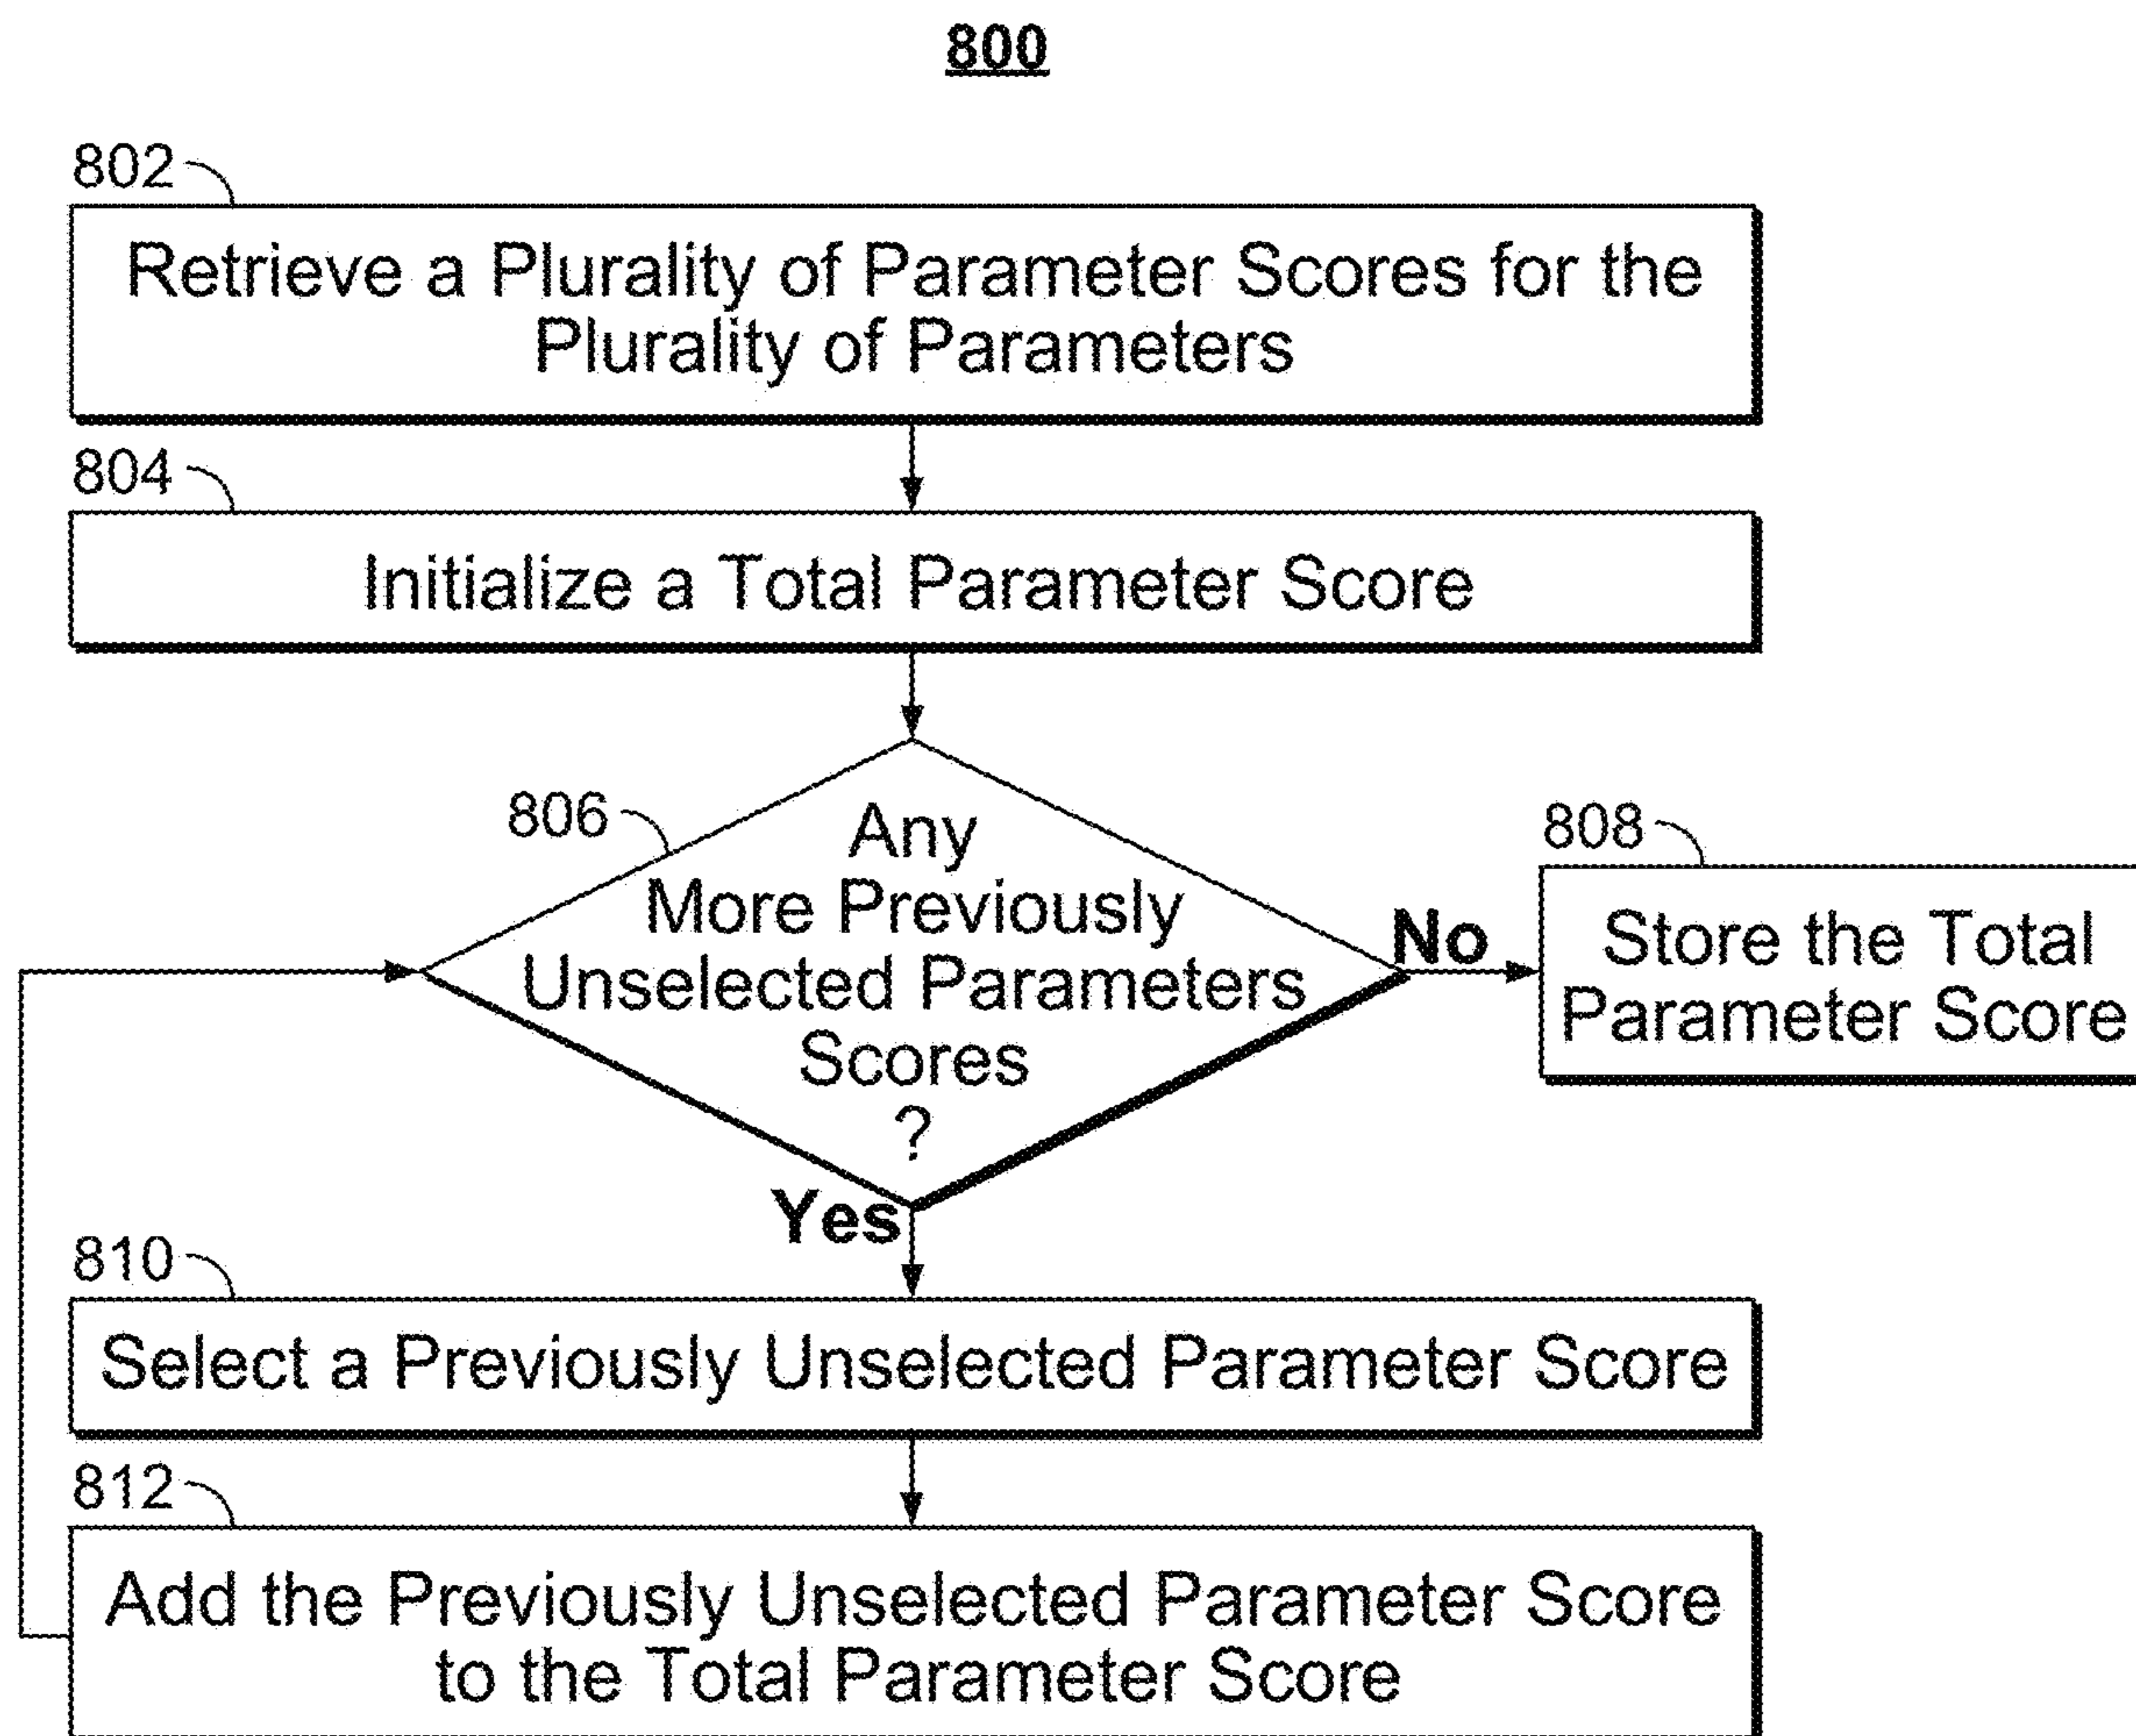 800
802
Retrieve a Plurality of Parameter Scores for the
Plurality of Parameters
804
Initialize a Total Parameter Score
806
Any
More Previously
Unselected Parameters
Scores
?
No
808
Store the Total
Parameter Score
Yes
810
Select a Previously Unselected Parameter Score
812
Add the Previously Unselected Parameter Score
to the Total Parameter Score